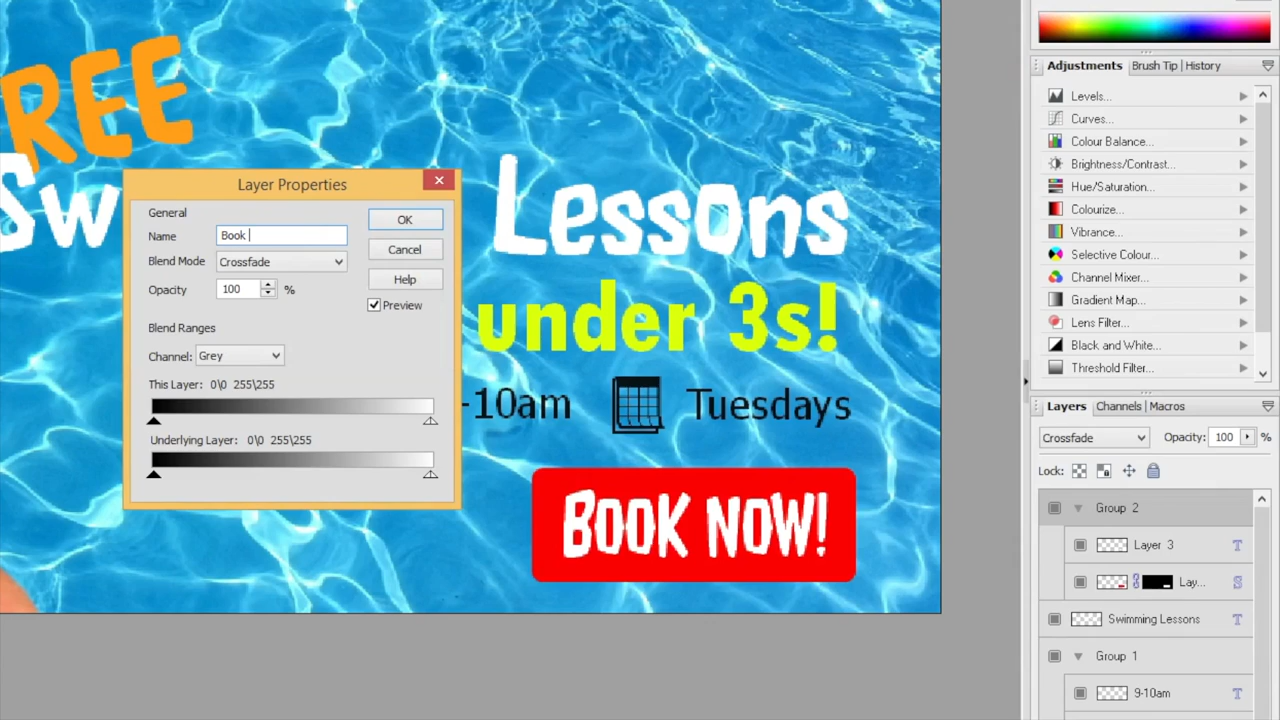 REE
Sw
Lessons
under 3s!
-10am
Tuesdays
BOOK NOW!
Layer Properties
General
Name
Book
OK
Blend Mode
Crossfade
Cancel
Opacity
100
%
Help
Preview
Blend Ranges
Channel:
Grey
This Layer: 0\0 255\255
Underlying Layer: 0\0 255\255
Adjustments
Brush Tip | History
Levels...
Curves...
Colour Balance...
Brightness/Contrast...
Hue/Saturation...
Colourize...
Vibrance...
Selective Colour...
Channel Mixer...
Gradient Map...
Lens Filter...
Black and White...
Threshold Filter...
Layers
Channels | Macros
Crossfade
Opacity: 100 %
Lock:
Group 2
Layer 3
T
Lay...
S
Swimming Lessons
T
Group 1
9-10am
T